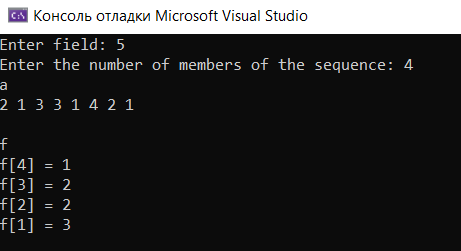 Консоль отладки Microsoft Visual Studio
Enter field: 5
Enter the number of members of the sequence: 4
a
2 1 3 3 1 4 2 1
f
f[4] = 1
f[3] = 2
f[2] = 2
f[1] = 3